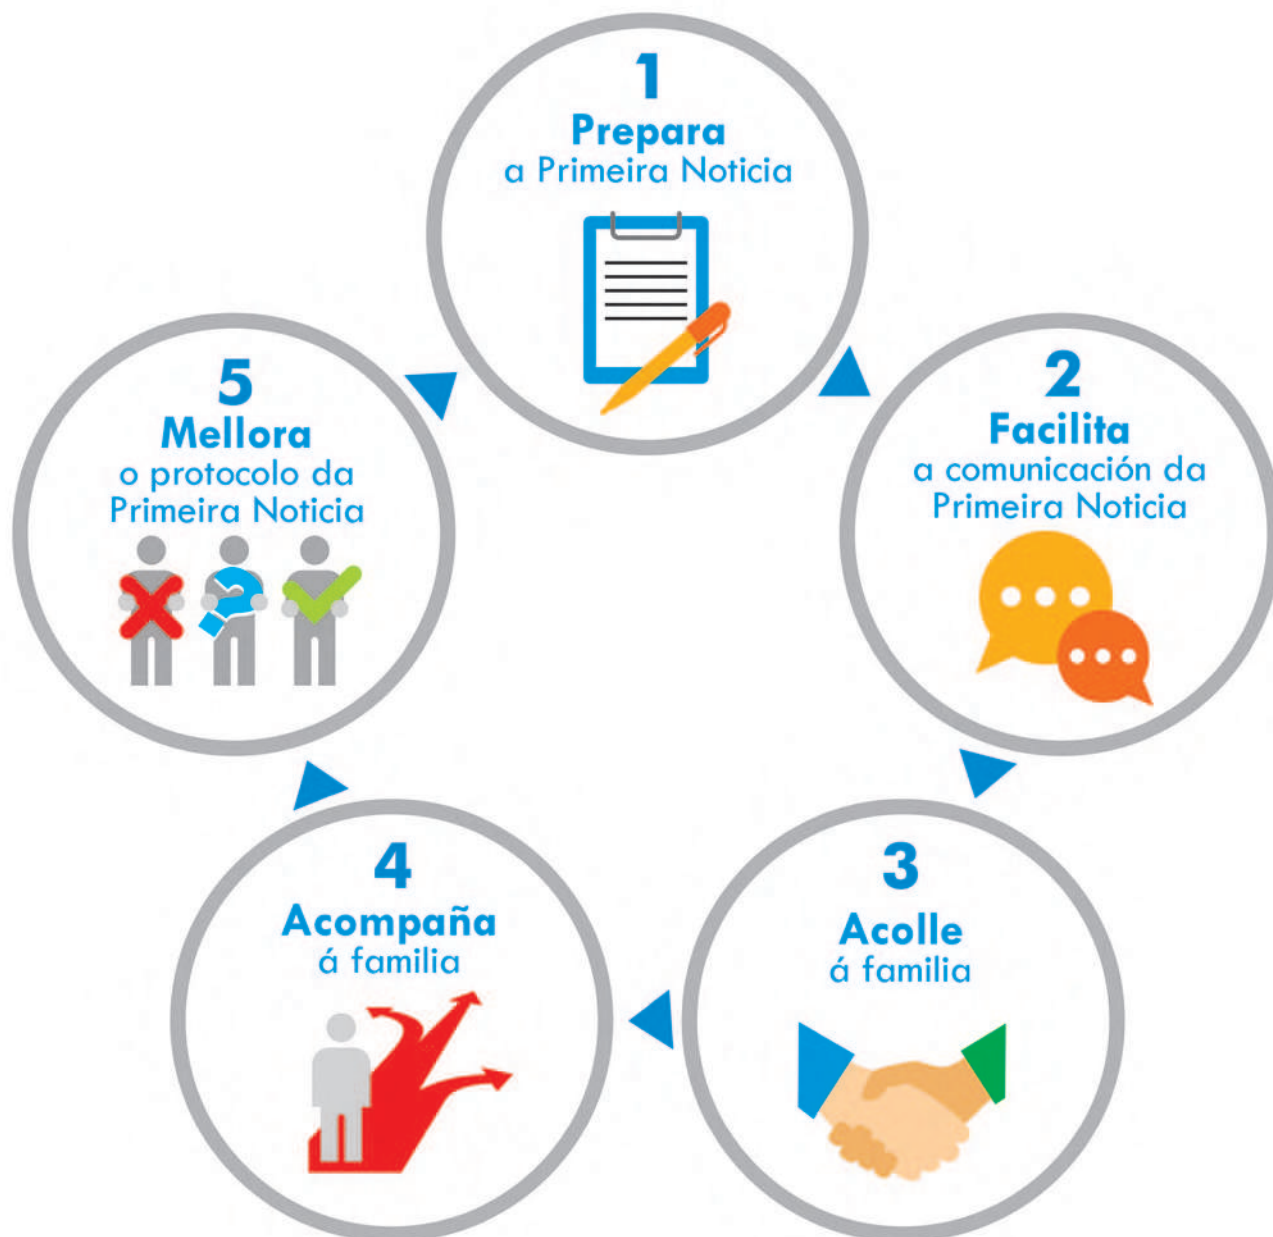 1
Prepara
a Primeira Noticia
2
Facilita
a comunicación da
Primeira Noticia
3
Acolle
á familia
4
Acompaña
á familia
5
Mellora
o protocolo da
Primeira Noticia